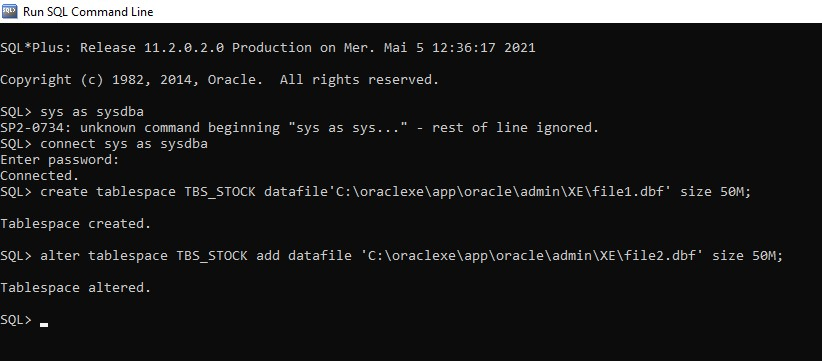 Run SQL Command Line
SQL*Plus: Release 11.2.0.2.0 Production on Mer. Mai 5 12:36:17 2021
Copyright (c) 1982, 2014, Oracle.  All rights reserved.
SQL> sys as sysdba
SP2-0734: unknown command beginning "sys as sys..." - rest of line ignored.
SQL> connect sys as sysdba
Enter password:
Connected.
SQL> create tablespace TBS_STOCK datafile'C:\oraclexe\app\oracle\admin\XE\file1.dbf' size 50M;
Tablespace created.
SQL> alter tablespace TBS_STOCK add datafile 'C:\oraclexe\app\oracle\admin\XE\file2.dbf' size 50M;
Tablespace altered.
SQL>